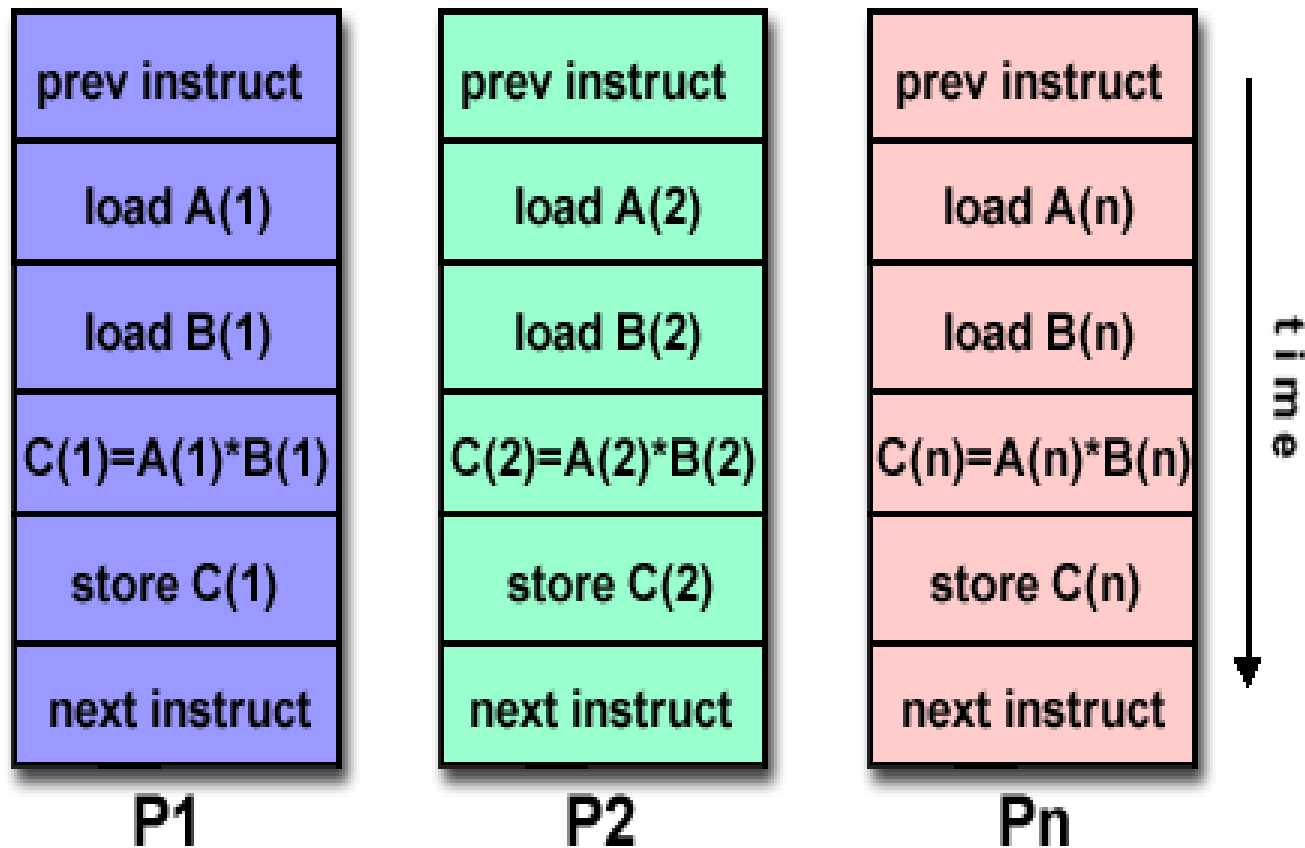 prev instruct
load A(1)
load B(1)
C(1)=A(1)*B(1)
store C(1)
next instruct
P1
prev instruct
load A(2)
load B(2)
C(2)=A(2)*B(2)
store C(2)
next instruct
P2
prev instruct
load A(n)
load B(n)
C(n)=A(n)*B(n)
store C(n)
next instruct
Pn
time